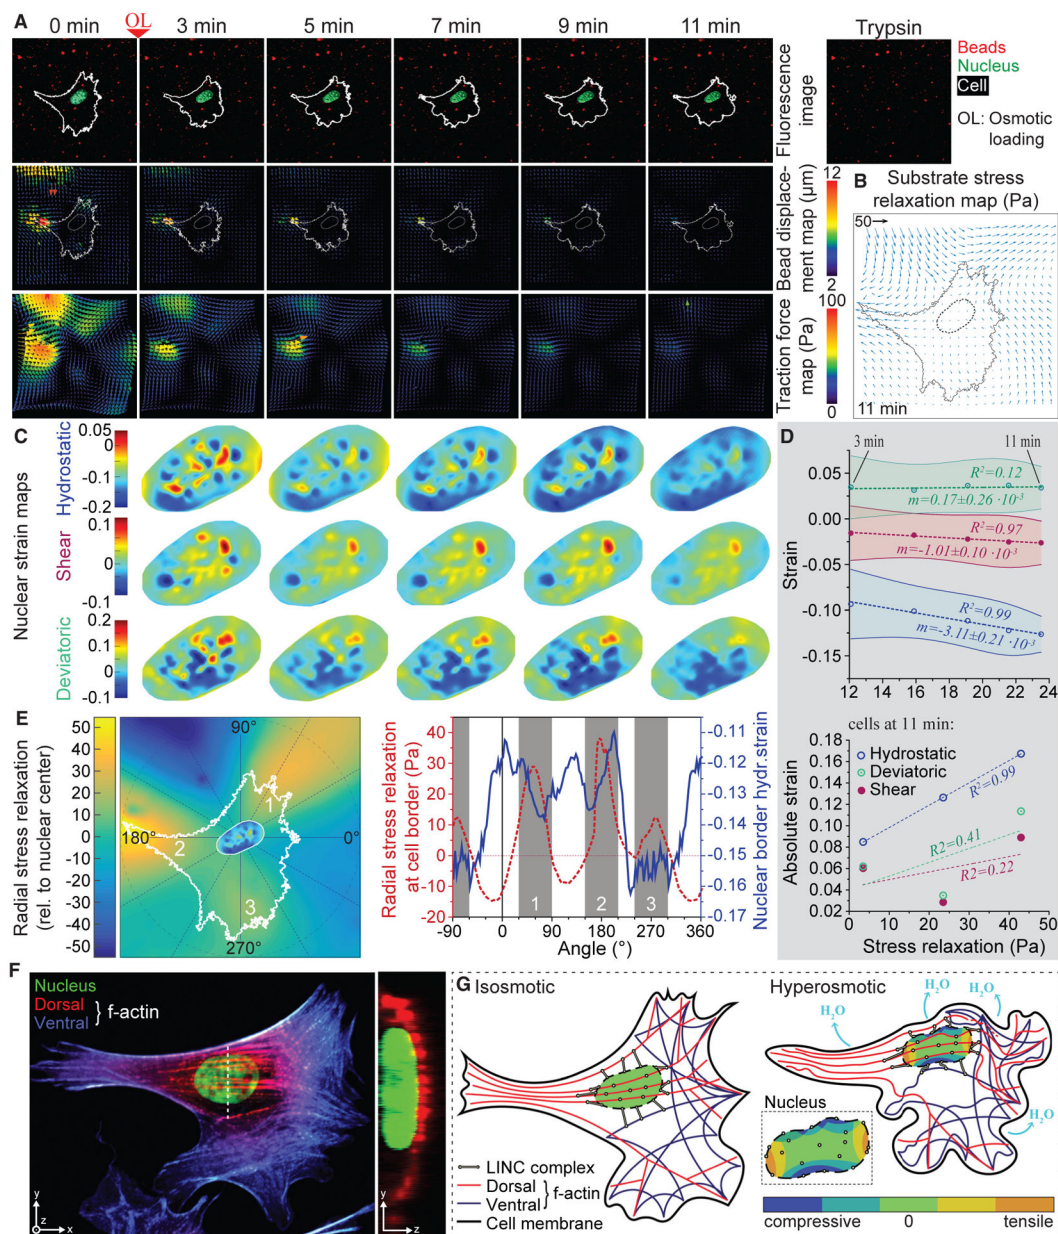 A
0 min
OL
3 min
5 min
7 min
9 min
11 min
Trypsin
Fluorescence
image
Beads
Nucleus
Cell
OL: Osmotic
loading
Bead displace-
ment map (µm)
12
2
Traction force
map (Pa)
100
0
B
Substrate stress
relaxation map (Pa)
50
11 min
C
Nuclear strain maps
Hydrostatic
0.05
-0.1
-0.2
Shear
0.1
-0.1
Deviatoric
0.2
0
-0.1
D
3 min
11 min
R²=0.12
m=0.17±0.26 ·10⁻³
R²=0.97
m=-1.01±0.10 ·10⁻³
R²=0.99
m=-3.11±0.21 ·10⁻³
Strain
0.05
0.00
-0.05
-0.10
-0.15
12 14 16 18 20 22 24
cells at 11 min:
Hydrostatic
Deviatoric
Shear
R²=0.99
R2=0.41
R2=0.22
Absolute strain
0.18
0.16
0.14
0.12
0.10
0.08
0.06
0.04
0.02
0 10 20 30 40 50
Stress relaxation (Pa)
E
Radial stress relaxation
(rel. to nuclear center)
50
40
30
20
10
0
-10
-20
-30
-40
-50
90°
0°
180°
270°
1
2
3
Radial stress relaxation
at cell border (Pa)
40
30
20
10
0
-10
-20
-90 0 90 180 270 360
Angle (°)
1 2 3
-0.11
-0.12
-0.13
-0.14
-0.15
-0.16
-0.17
Nuclear border hydr.strain
F
Nucleus
Dorsal
Ventral
} f-actin
y
z
x
y
z
G
Isosmotic
LINC complex
Dorsal
Ventral
} f-actin
Cell membrane
Hyperosmotic
H₂O
H₂O
H₂O
H₂O
Nucleus
compressive 0 tensile